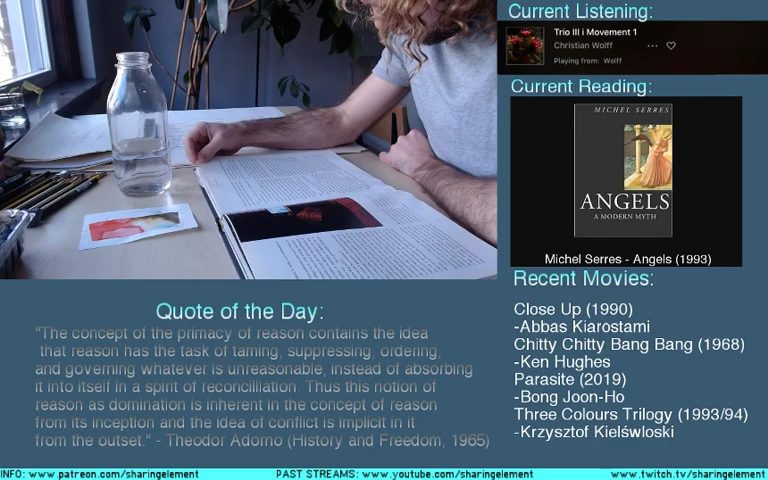 Current Listening:
Trio III i Movement 1
Christian Wolff
Playing from: Wolff
Current Reading:
MICHEL SERRES
ANGELS
A MODERN MYTH
Michel Serres - Angels (1993)
Recent Movies:
Close Up (1990)
-Abbas Kiarostami
Chitty Chitty Bang Bang (1968)
-Ken Hughes
Parasite (2019)
-Bong Joon-Ho
Three Colours Trilogy (1993/94)
-Krzysztof Kielśwloski
Quote of the Day:
"The concept of the primacy of reason contains the idea
that reason has the task of taming, suppressing, ordering,
and governing whatever is unreasonable, instead of absorbing
it into itself in a spirit of reconcilliation. Thus this notion of
reason as domination is inherent in the concept of reason
from its inception and the idea of conflict is implicit in it
from the outset." - Theodor Adorno (History and Freedom, 1965)
INFO: www.patreon.com/sharingelement
PAST STREAMS: www.youtube.com/sharingelement
www.twitch.tv/sharingelement